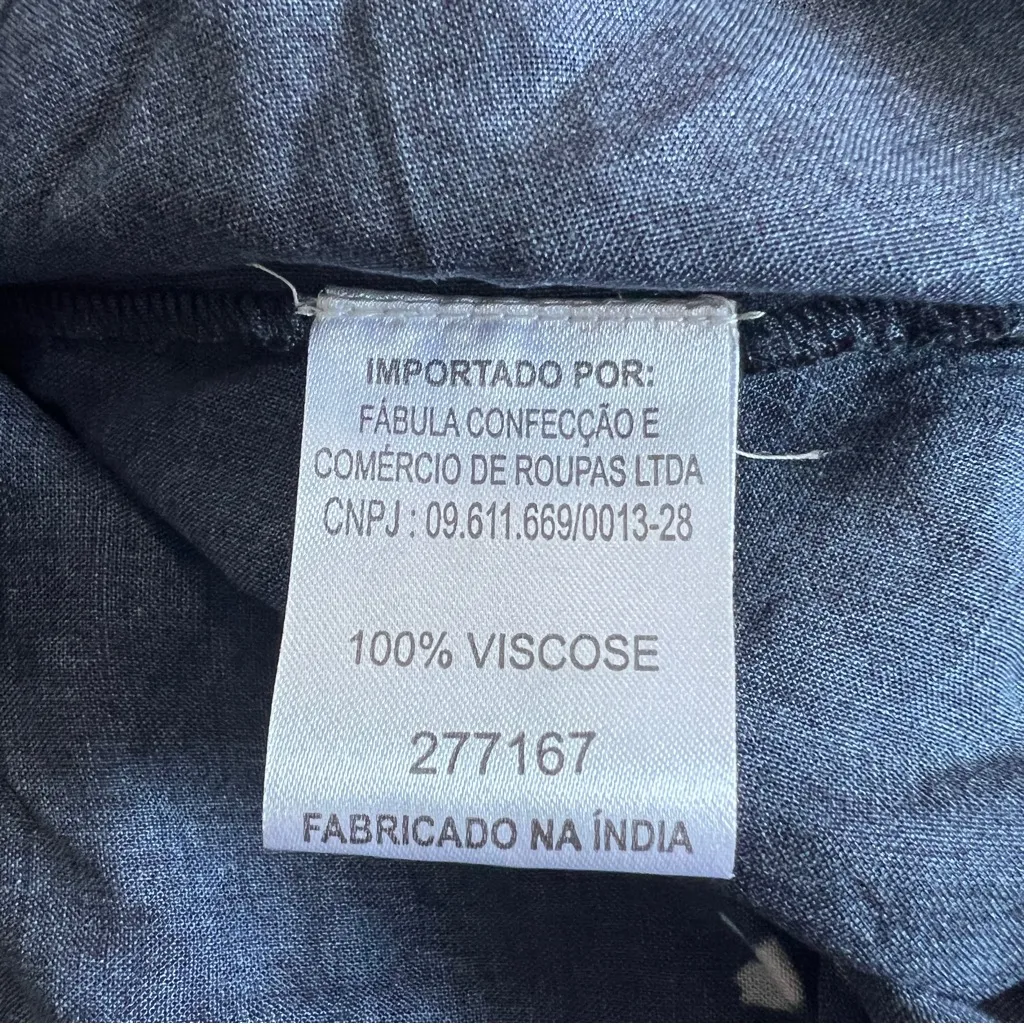 IMPORTADO POR:
FÁBULA CONFECÇÃO E
COMÉRCIO DE ROUPAS LTDA
CNPJ : 09.611.669/0013-28
100% VISCOSE
277167
FABRICADO NA ÍNDIA